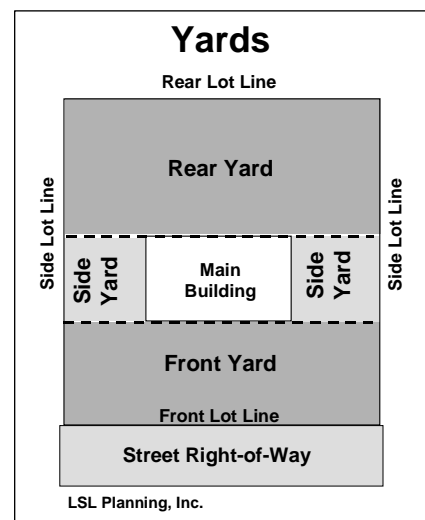 Yards
Rear Lot Line
Rear Yard
Side Lot Line
Side Yard
Main
Building
Side Yard
Side Lot Line
Front Yard
Front Lot Line
Street Right-of-Way
LSL Planning, Inc.